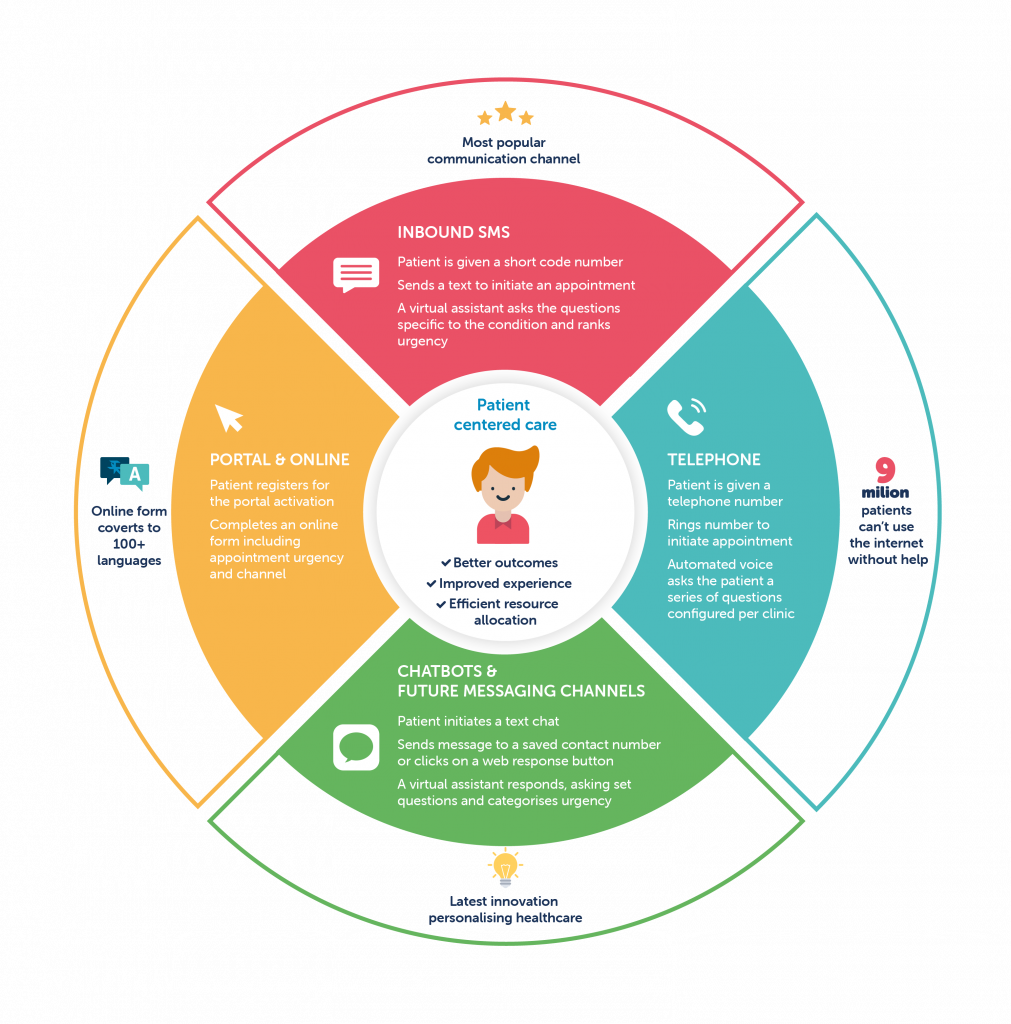 Most popular
communication channel
INBOUND SMS
Patient is given a short code number
Sends a text to initiate an appointment
A virtual assistant asks the questions
specific to the condition and ranks
urgency
A
Online form
coverts to
100+
languages
PORTAL & ONLINE
Patient registers for
the portal activation
Completes an online
form including
appointment urgency
and channel
Patient
centered care
Better outcomes
Improved experience
Efficient resource
allocation
TELEPHONE
Patient is given a
telephone number
Rings number to
initiate appointment
Automated voice
asks the patient a
series of questions
configured per clinic
9
milion
patients
can't use
the internet
without help
CHATBOTS &
FUTURE MESSAGING CHANNELS
Patient initiates a text chat
Sends message to a saved contact number
or clicks on a web response button
A virtual assistant responds, asking set
questions and categorises urgency
Latest innovation
personalising healthcare